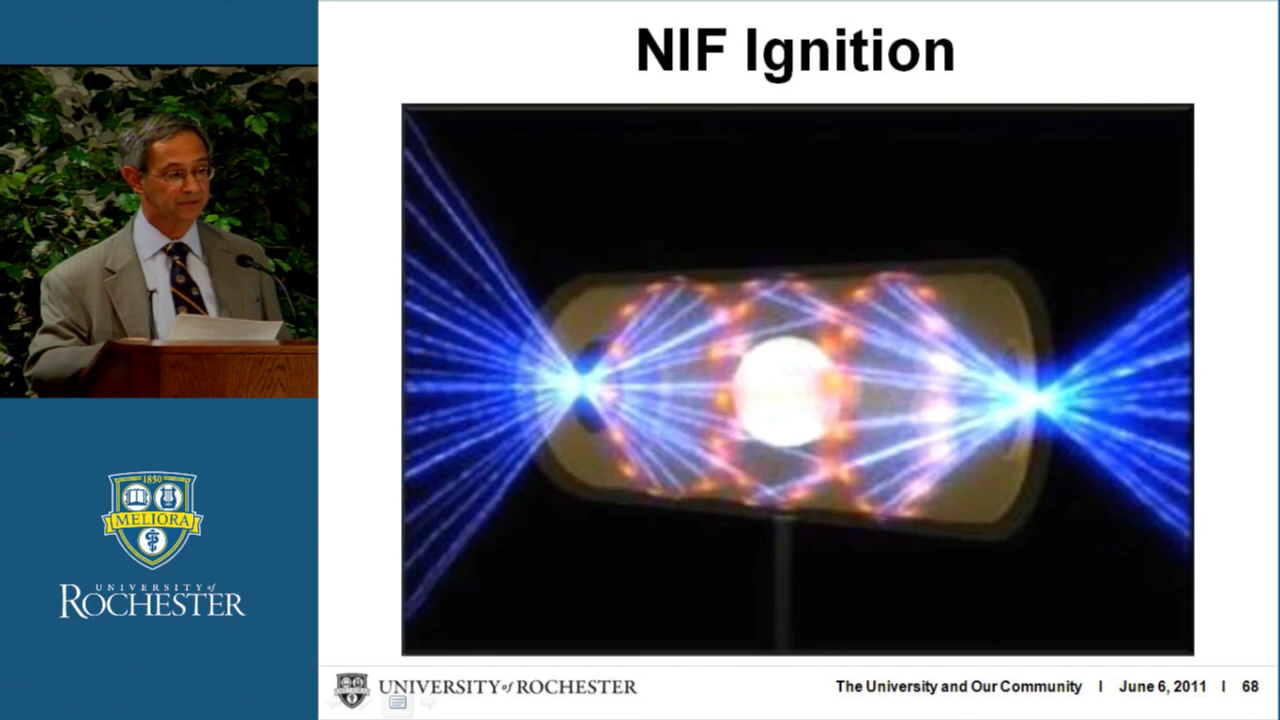 NIF Ignition
1850
MELIORA
UNIVERSITY of
ROCHESTER
UNIVERSITY of ROCHESTER
The University and Our Community | June 6, 2011 | 68